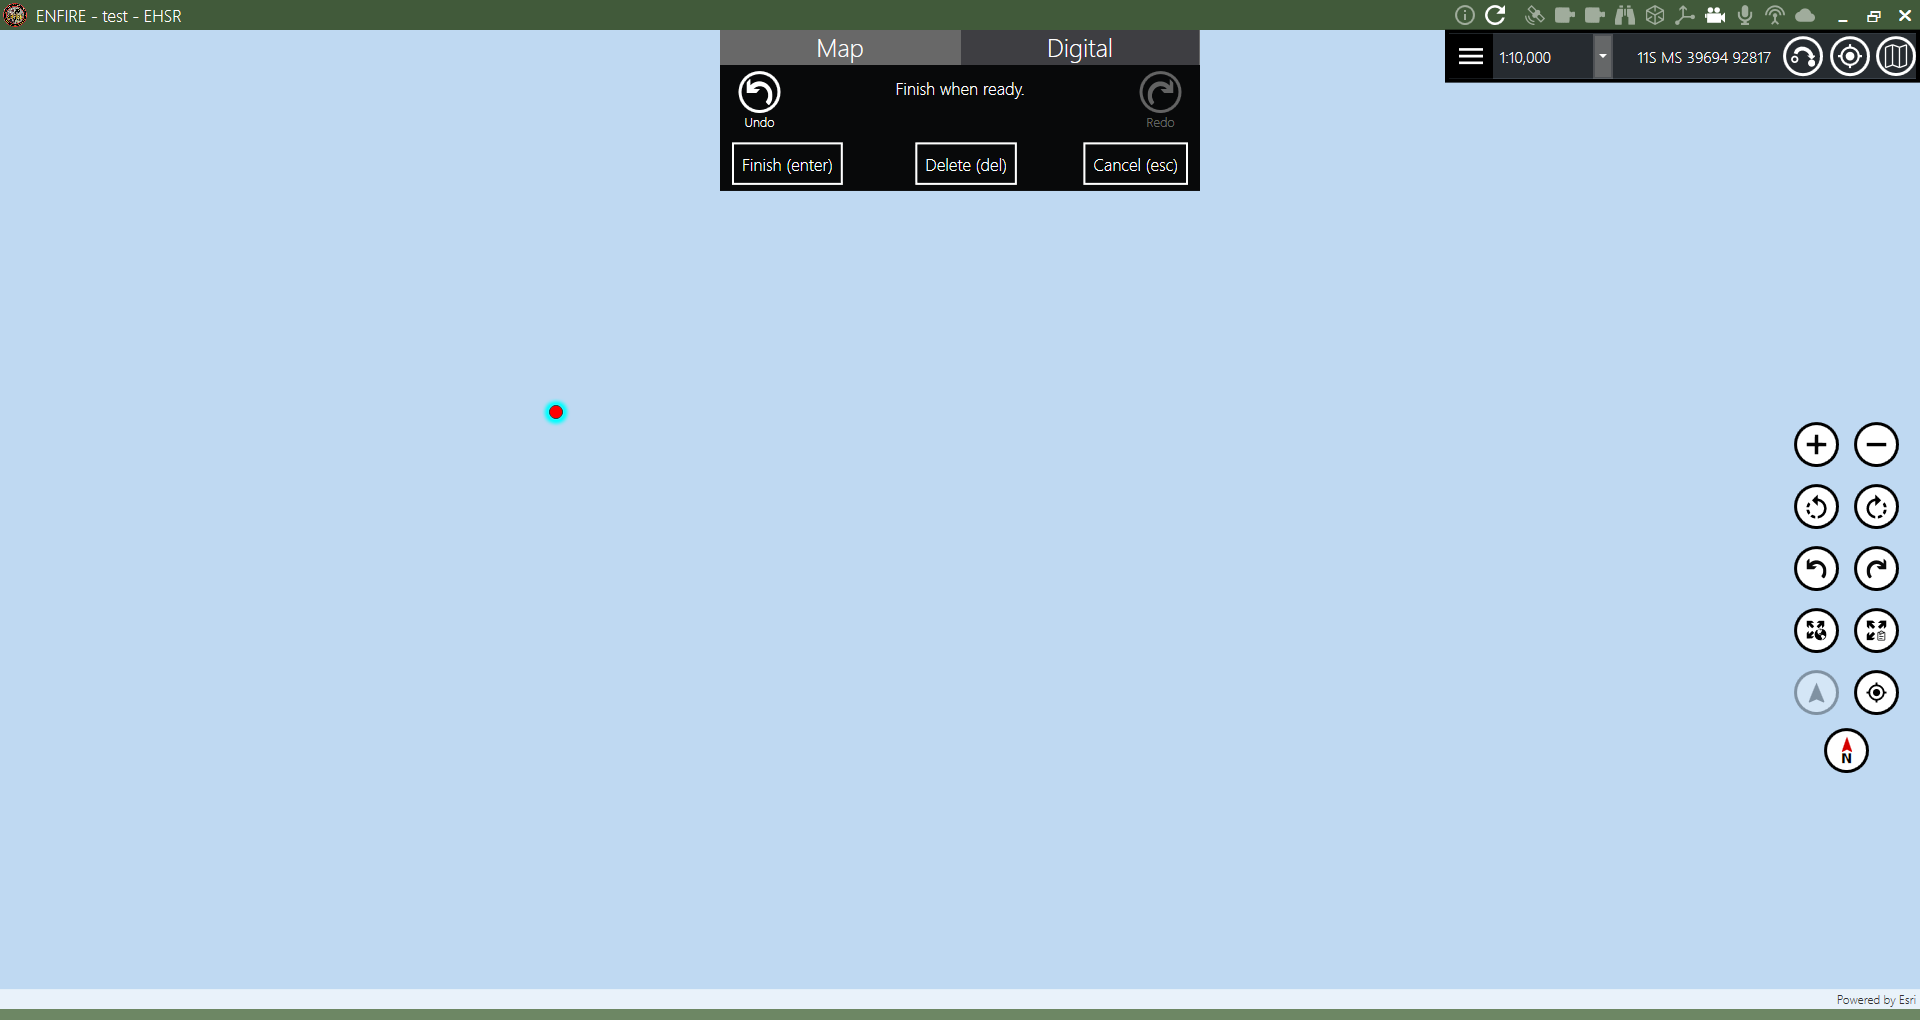 ENFIRE - test - EHSR
Map
Digital
1:10,000
11S MS 39694 92817
Finish when ready.
Undo
Redo
Finish (enter)
Delete (del)
Cancel (esc)
N
Powered by Esri